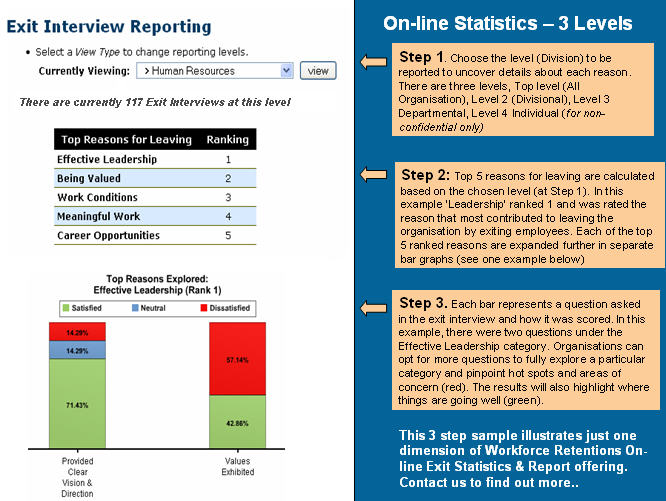 Exit Interview Reporting
• Select a View Type to change reporting levels.
Currently Viewing: > Human Resources view
There are currently 117 Exit Interviews at this level
Top Reasons for Leaving Ranking
Effective Leadership 1
Being Valued 2
Work Conditions 3
Meaningful Work 4
Career Opportunities 5
Top Reasons Explored:
Effective Leadership (Rank 1)
Satisfied Neutral Dissatisfied
14.29%
14.29%
71.43%
57.14%
42.86%
Provided
Clear
Vision &
Direction
Values
Exhibited
On-line Statistics – 3 Levels
Step 1. Choose the level (Division) to be
reported to uncover details about each reason.
There are three levels, Top level (All
Organisation), Level 2 (Divisional), Level 3
Departmental, Level 4 Individual (for non-
confidential only)
Step 2: Top 5 reasons for leaving are calculated
based on the chosen level (at Step 1). In this
example 'Leadership' ranked 1 and was rated the
reason that most contributed to leaving the
organisation by exiting employees. Each of the top
5 ranked reasons are expanded further in separate
bar graphs (see one example below)
Step 3. Each bar represents a question asked
in the exit interview and how it was scored. In this
example, there were two questions under the
Effective Leadership category. Organisations can
opt for more questions to fully explore a particular
category and pinpoint hot spots and areas of
concern (red). The results will also highlight where
things are going well (green).
This 3 step sample illustrates just one
dimension of Workforce Retentions On-
line Exit Statistics & Report offering.
Contact us to find out more..